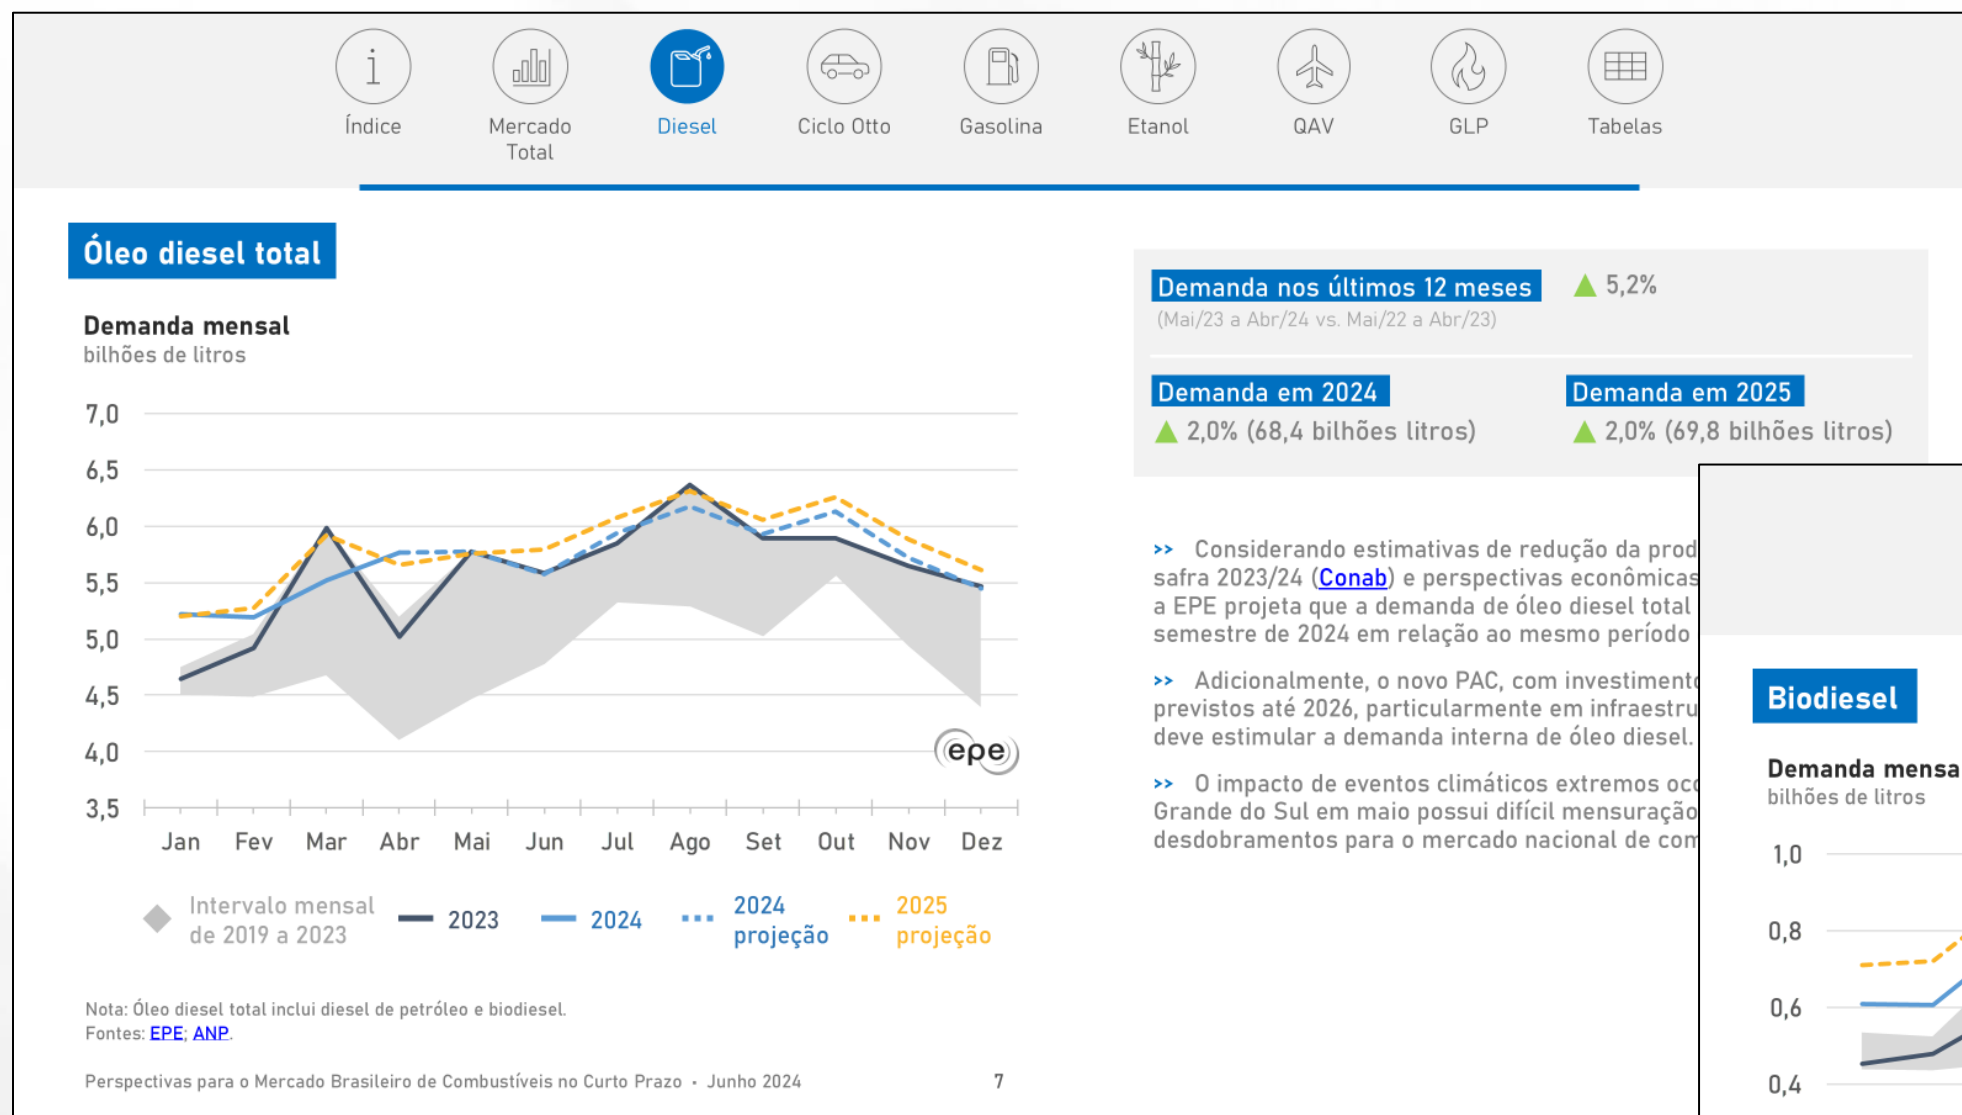 Índice
Mercado
Total
Diesel
Ciclo Otto
Gasolina
Etanol
QAV
GLP
Tabelas
Óleo diesel total
Demanda mensal
bilhões de litros
7,0
6,5
6,0
5,5
5,0
4,5
4,0
3,5
epe
Jan Fev Mar Abr Mai Jun Jul Ago Set Out Nov Dez
Intervalo mensal
de 2019 a 2023
2023
2024
2024
projeção
2025
projeção
Nota: Óleo diesel total inclui diesel de petróleo e biodiesel.
Fontes: EPE; ANP.
Perspectivas para o Mercado Brasileiro de Combustíveis no Curto Prazo • Junho 2024
7
Demanda nos últimos 12 meses ▲ 5,2%
(Mai/23 a Abr/24 vs. Mai/22 a Abr/23)
Demanda em 2024
▲ 2,0% (68,4 bilhões litros)
Demanda em 2025
▲ 2,0% (69,8 bilhões litros)
>> Considerando estimativas de redução da prod
safra 2023/24 (Conab) e perspectivas econômicas
a EPE projeta que a demanda de óleo diesel total
semestre de 2024 em relação ao mesmo período
>> Adicionalmente, o novo PAC, com investimento
previstos até 2026, particularmente em infraestru
deve estimular a demanda interna de óleo diesel.
>> O impacto de eventos climáticos extremos oco
Grande do Sul em maio possui difícil mensuração
desdobramentos para o mercado nacional de com
Biodiesel
Demanda mensa
bilhões de litros
1,0
0,8
0,6
0,4